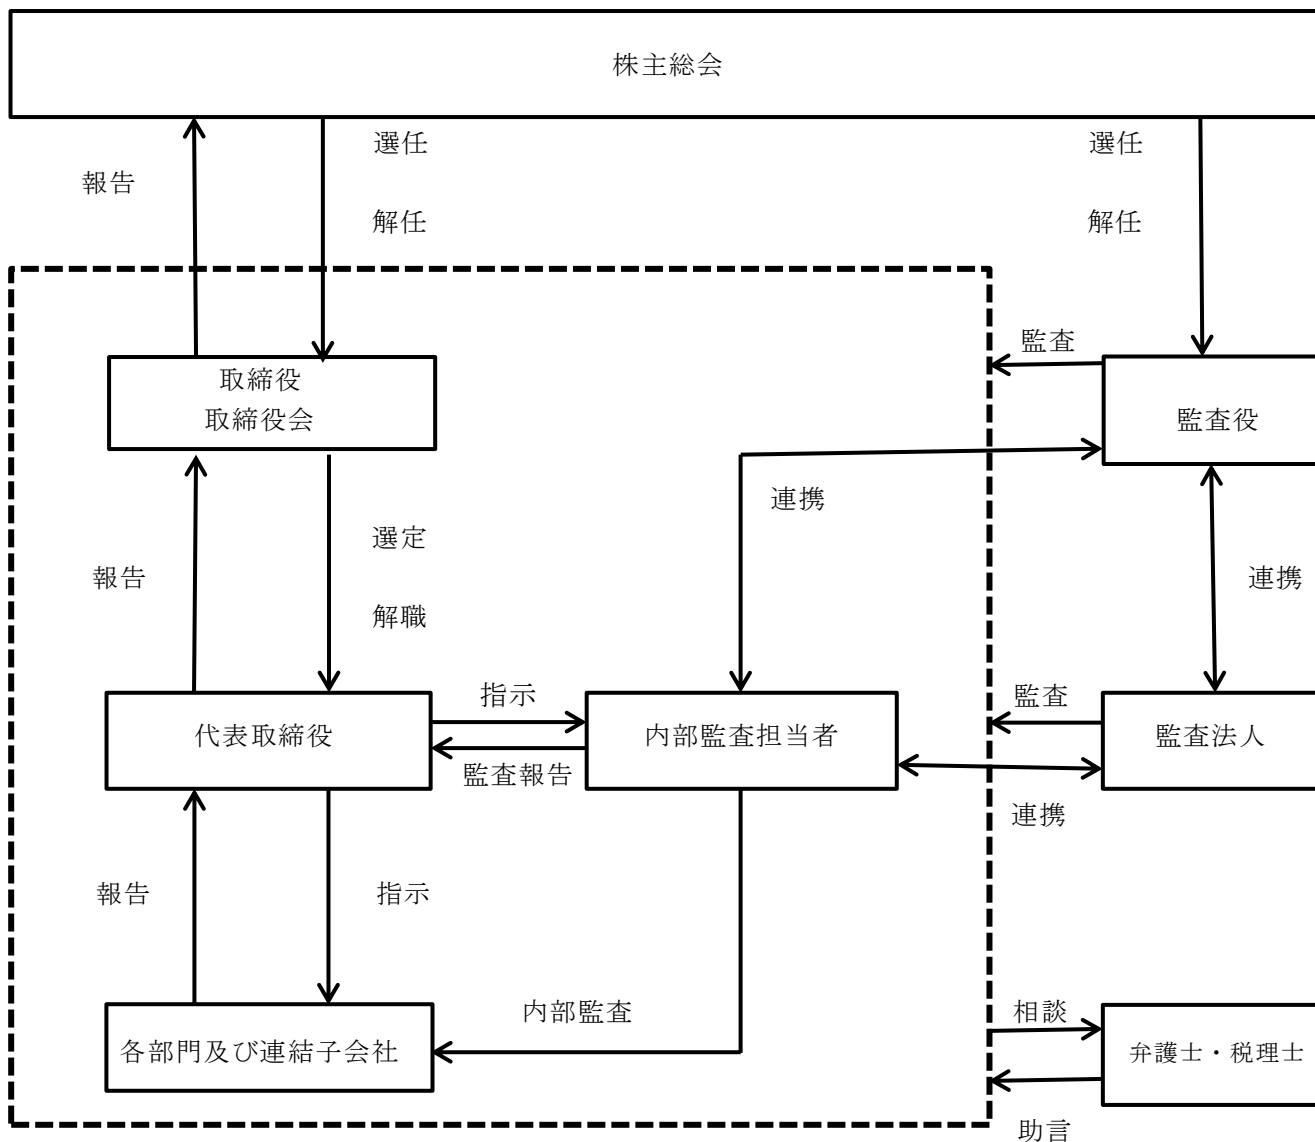 株主総会
選任
選任
報告
解任
解任
監査
取締役
取締役会
監査役
連携
選定
報告
連携
解職
指示
監査
代表取締役
内部監査担当者
監査法人
監査報告
連携
報告
指示
内部監査
相談
各部門及び連結子会社
弁護士・税理士
助言